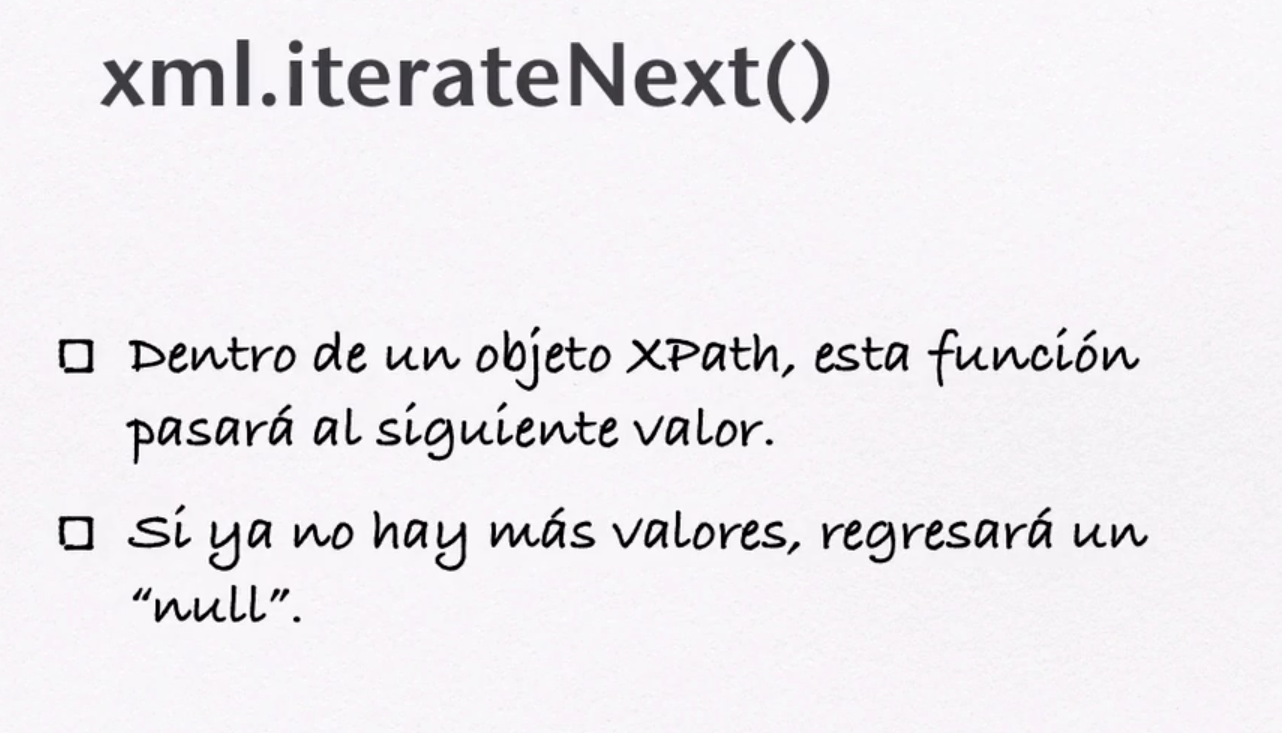 xml.iterateNext()
Dentro de un objeto XPath, esta función
pasará al siguiente valor.
Si ya no hay más valores, regresará un
“null”.